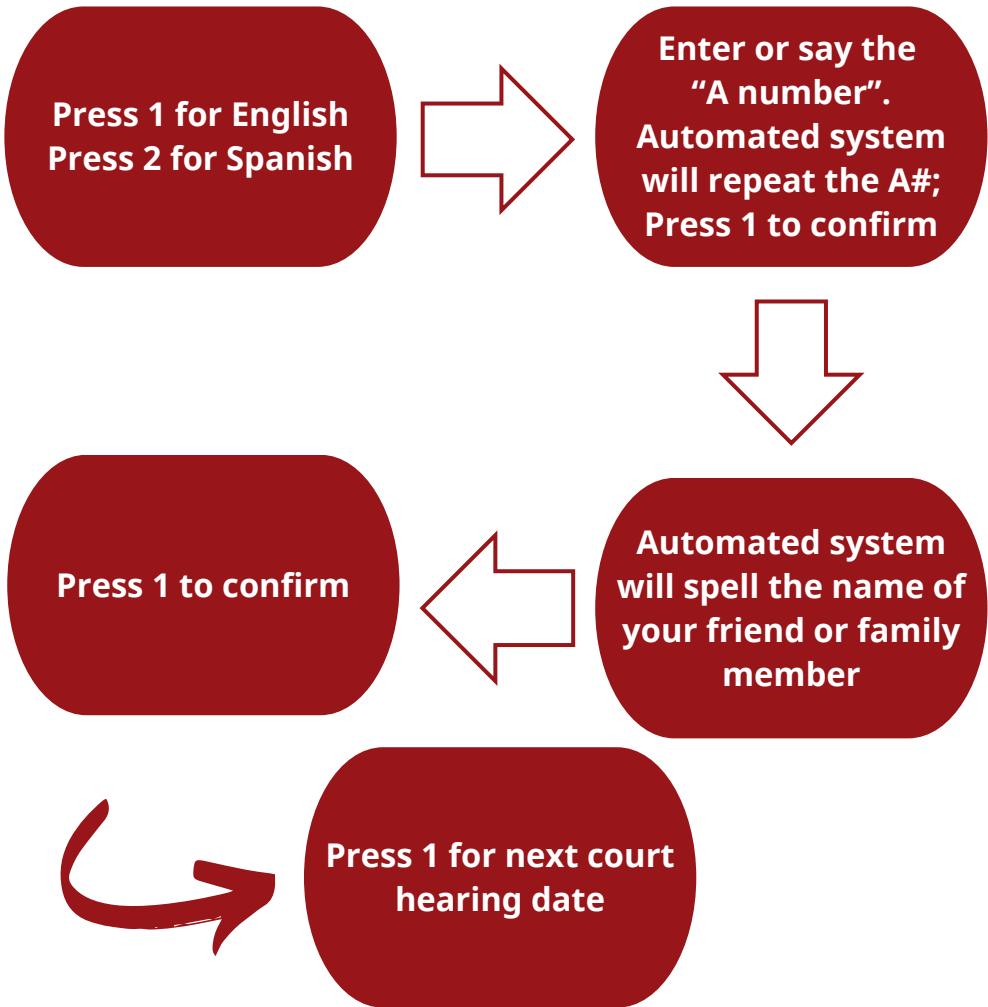 Press 1 for English
Press 2 for Spanish
Enter or say the
“A number”.
Automated system
will repeat the A#;
Press 1 to confirm
Automated system
will spell the name of
your friend or family
member
Press 1 to confirm
Press 1 for next court
hearing date